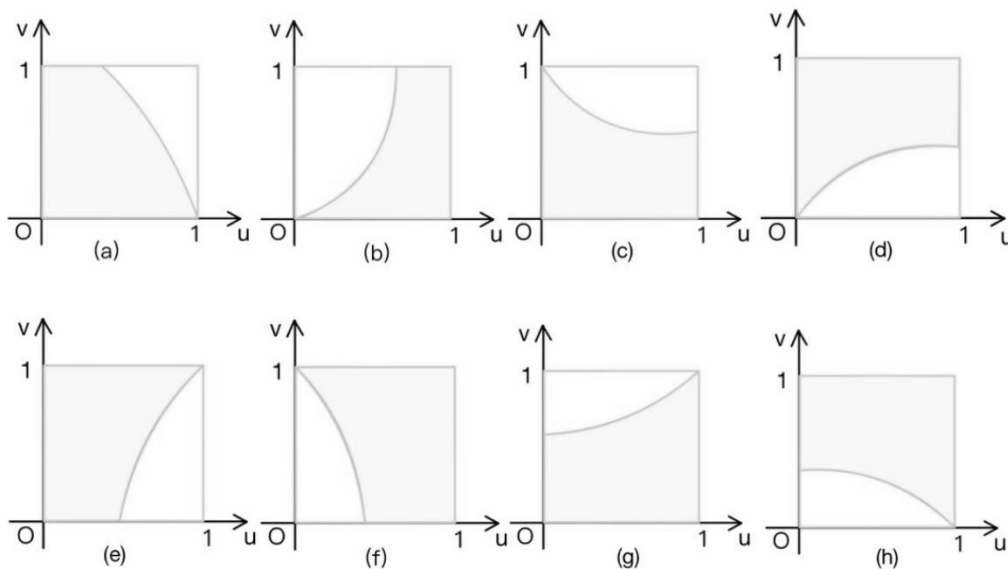 v v v v
1 1 1 1
O 1 u O 1 u O 1 u O 1 u
(a) (b) (c) (d)
v v v v
1 1 1 1
O 1 u O 1 u O 1 u O 1 u
(e) (f) (g) (h)